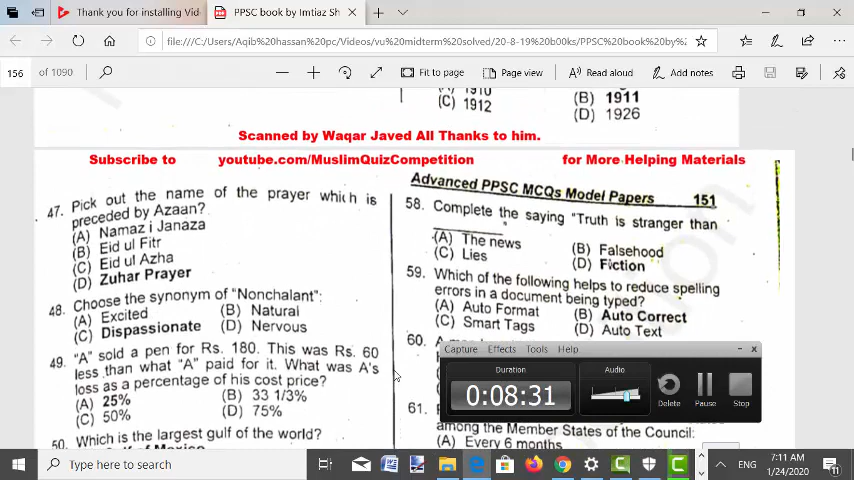 Thank you for installing Vid
PPSC book by Imtiaz Sh
file:///C:/Users/Aqib%20hassan%20pc/Videos/vu%20midterm%20solved/20-8-19%20b00ks/PPSC%20book%20by%2
156 of 1090
Fit to page
Page view
Read aloud
Add notes
(A) 1910
(B) 1911
(C) 1912
(D) 1926
Scanned by Waqar Javed All Thanks to him.
Subscribe to youtube.com/MuslimQuizCompetition for More Helping Materials
47. Pick out the name of the prayer which is
preceded by Azaan?
(A) Namaz i Janaza
(B) Eid ul Fitr
(C) Eid ul Azha
(D) Zuhar Prayer
48. Choose the synonym of "Nonchalant":
(A) Excited (B) Natural
(C) Dispassionate (D) Nervous
49. "A" sold a pen for Rs. 180. This was Rs. 60
less than what "A" paid for it. What was A's
loss as a percentage of his cost price?
(A) 25% (B) 33 1/3%
(C) 50% (D) 75%
50. Which is the largest gulf of the world?
Advanced PPSC MCQs Model Papers 151
58. Complete the saying "Truth is stranger than
(A) The news (B) Falsehood
(C) Lies (D) Fiction
59. Which of the following helps to reduce spelling
errors in a document being typed?
(A) Auto Format (B) Auto Correct
(C) Smart Tags (D) Auto Text
60.
61.
among the Member States of the Council:
(A) Every 6 months
Capture Effects Tools Help
Duration
0:08:31
Audio
Delete
Pause
Stop
Type here to search
ENG
7:11 AM
1/24/2020
11